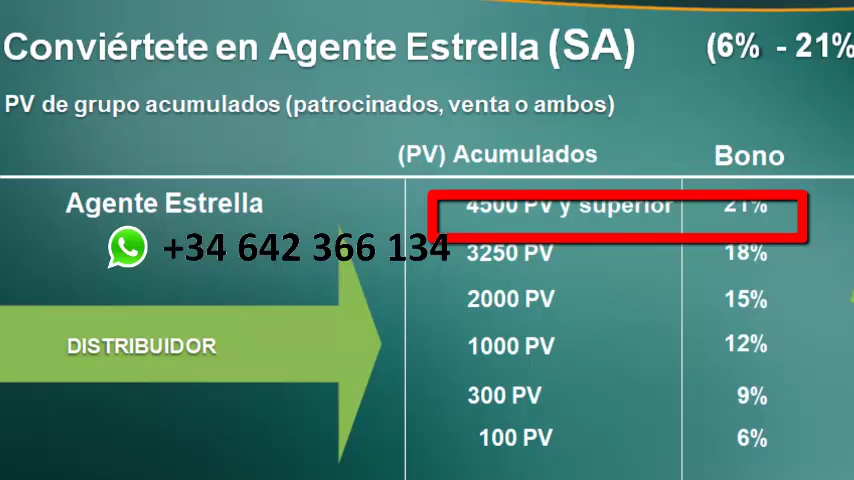 Conviértete en Agente Estrella (SA) (6% - 21%
PV de grupo acumulados (patrocinados, venta o ambos)
(PV) Acumulados Bono
Agente Estrella 4500 PV y superior 21%
+34 642 366 134 3250 PV 18%
2000 PV 15%
DISTRIBUIDOR 1000 PV 12%
300 PV 9%
100 PV 6%